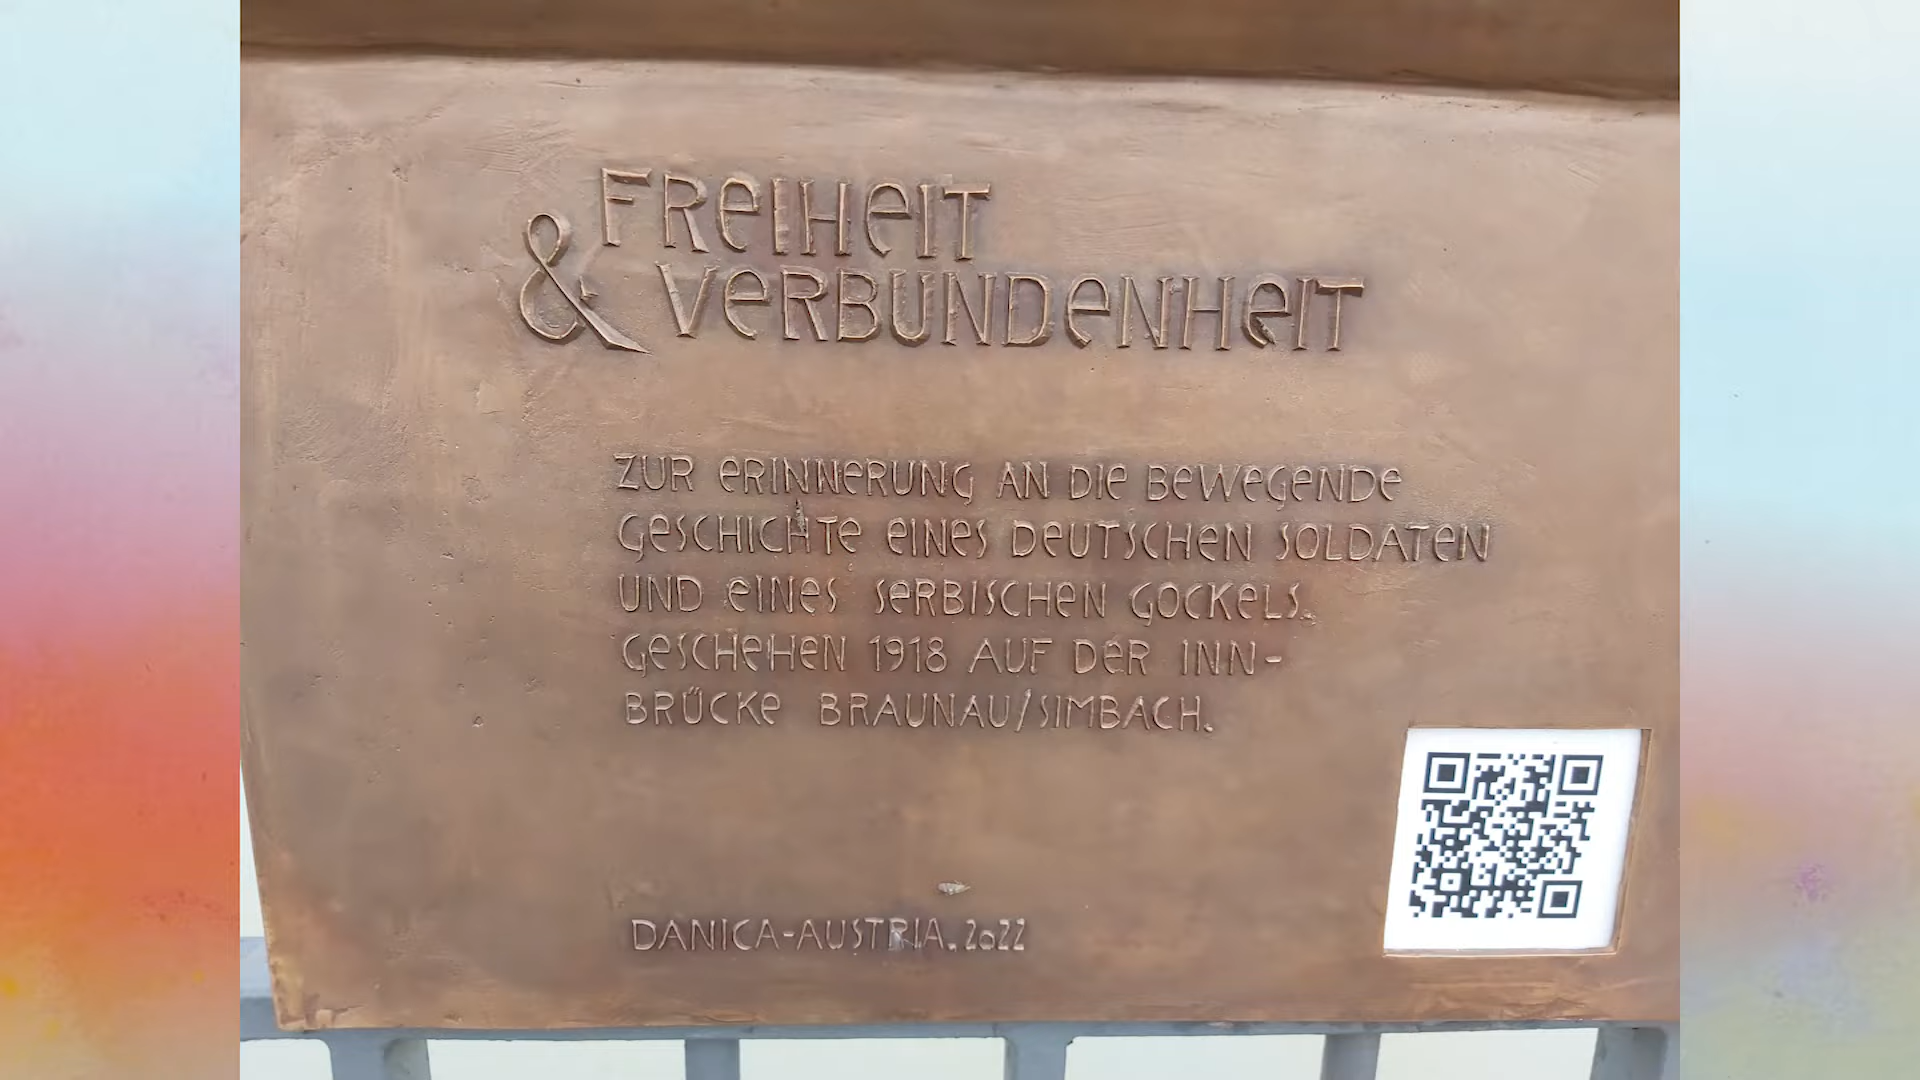 FREIHEIT
& VERBUNDENHEIT
ZUR ERINNERUNG AN DIE BEWEGENDE
GESCHICHTE EINES DEUTSCHEN SOLDATEN
UND EINES SERBISCHEN GOCKELS.
GESCHEHEN 1918 AUF DER INN-
BRÜCKE BRAUNAU/SIMBACH.
DANICA-AUSTRIA.2022